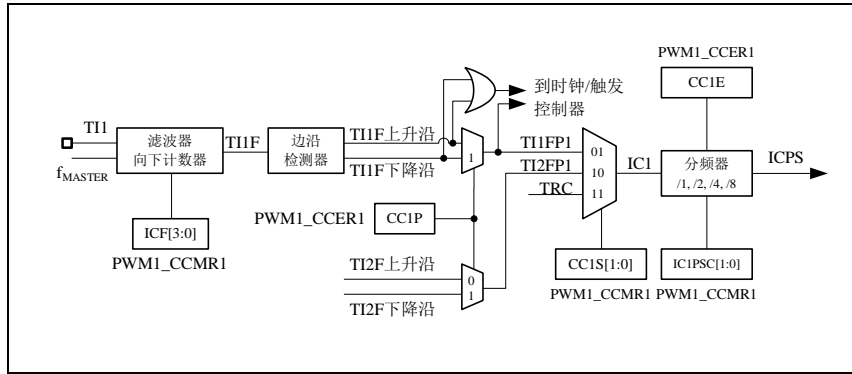 PWM1_CCER1
CC1E
到时钟/触发
控制器
TI1
滤波器
向下计数器
TI1F
边沿
检测器
TI1F上升沿
TI1F下降沿
1
TI1FP1
TI2FP1
TRC
01
10
11
IC1
分频器
/1, /2, /4, /8
ICPS
fMASTER
ICF[3:0]
PWM1_CCMR1
PWM1_CCER1
CC1P
CC1S[1:0]
PWM1_CCMR1
IC1PSC[1:0]
PWM1_CCMR1
TI2F上升沿
TI2F下降沿
0
1